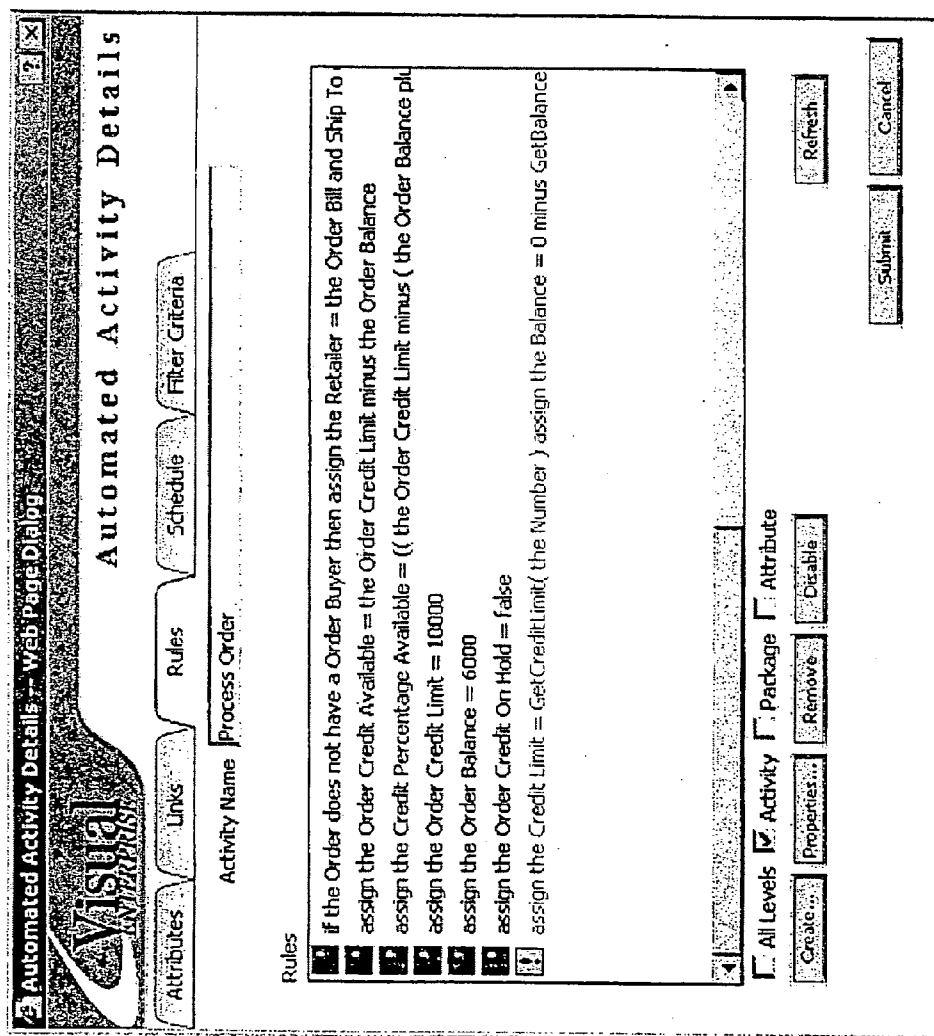 Automated Activity Details -- Web Page Dialog
Visual
ENTERPRISE
Automated Activity Details
Attributes
Links
Rules
Schedule
Filter Criteria
Activity Name Process Order
Rules
if the Order does not have a Order Buyer then assign the Retailer = the Order Bill and Ship To
assign the Order Credit Available = the Order Credit Limit minus the Order Balance
assign the Credit Percentage Available = (( the Order Credit Limit minus ( the Order Balance plu
assign the Order Credit Limit = 10000
assign the Order Balance = 6000
assign the Order Credit On Hold = false
assign the Credit Limit = GetCreditLimit( the Number ) assign the Balance = 0 minus GetBalance
All Levels Activity Package Attribute
Create... Properties... Remove Disable Refresh
Submit Cancel